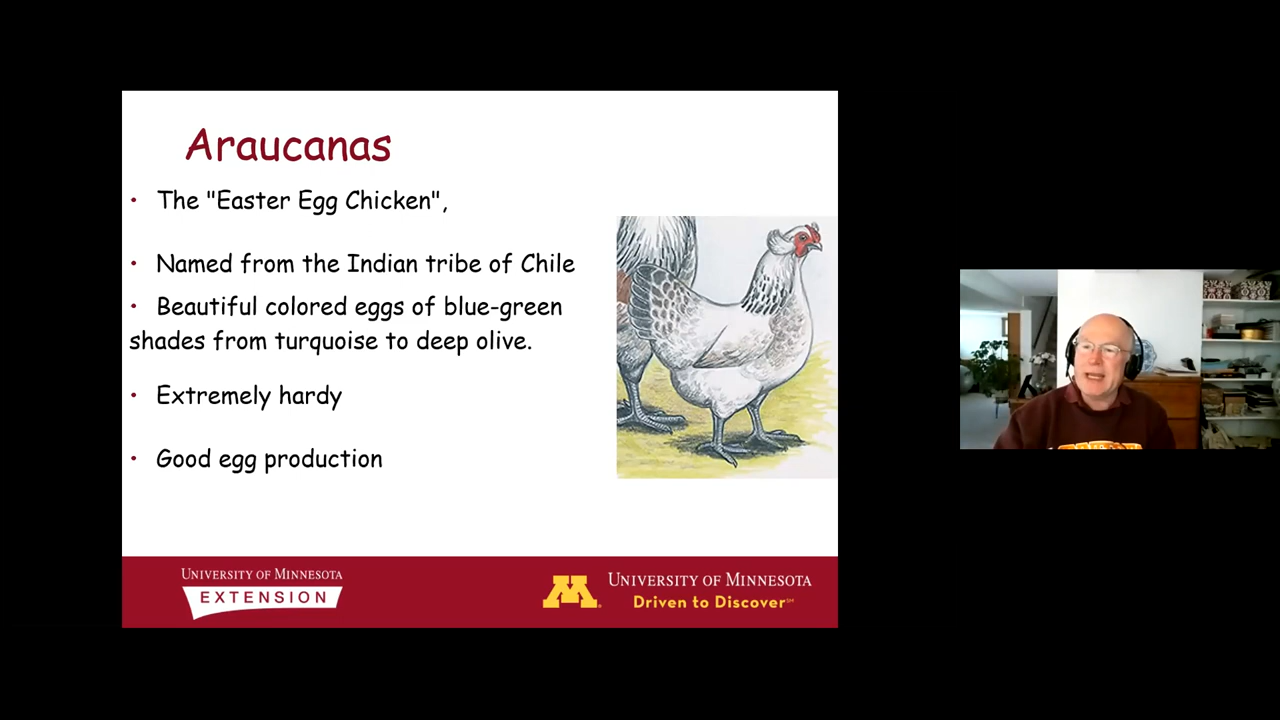 Araucanas
• The "Easter Egg Chicken",
• Named from the Indian tribe of Chile
• Beautiful colored eggs of blue-green
shades from turquoise to deep olive.
• Extremely hardy
• Good egg production
UNIVERSITY OF MINNESOTA
EXTENSION
M
UNIVERSITY OF MINNESOTA
Driven to Discover℠